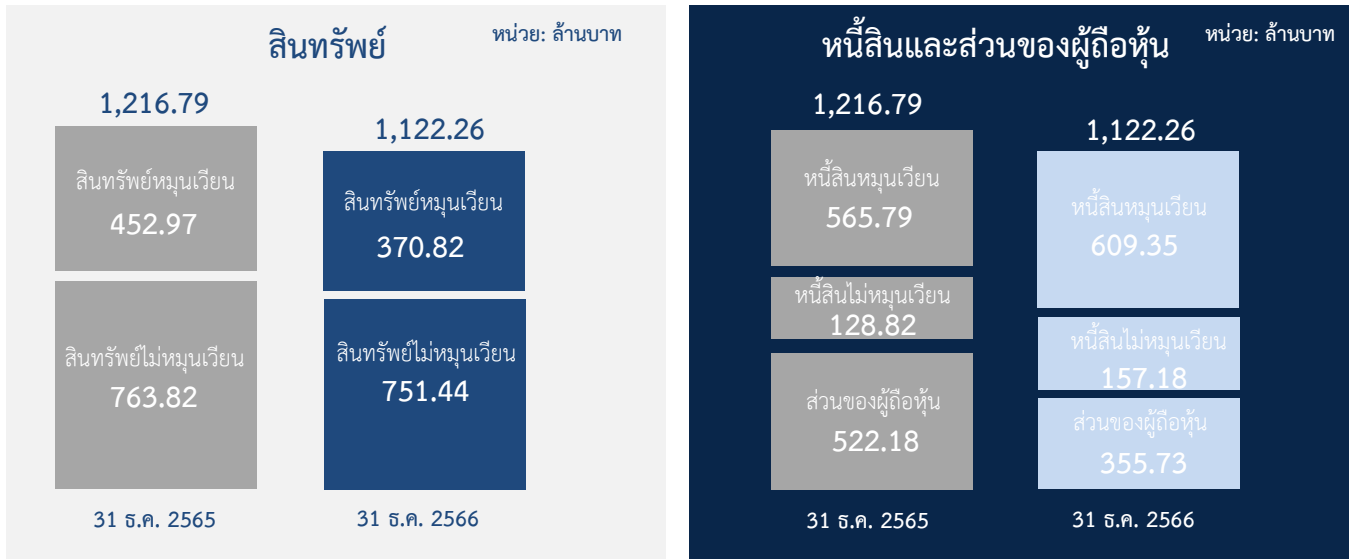 สินทรัพย์
หน่วย: ล้านบาท
1,216.79
1,122.26
สินทรัพย์หมุนเวียน
452.97
สินทรัพย์หมุนเวียน
370.82
สินทรัพย์ไม่หมุนเวียน
763.82
สินทรัพย์ไม่หมุนเวียน
751.44
31 ธ.ค. 2565
31 ธ.ค. 2566
หนี้สินและส่วนของผู้ถือหุ้น
หน่วย: ล้านบาท
1,216.79
1,122.26
หนี้สินหมุนเวียน
565.79
หนี้สินหมุนเวียน
609.35
หนี้สินไม่หมุนเวียน
128.82
หนี้สินไม่หมุนเวียน
157.18
ส่วนของผู้ถือหุ้น
522.18
ส่วนของผู้ถือหุ้น
355.73
31 ธ.ค. 2565
31 ธ.ค. 2566